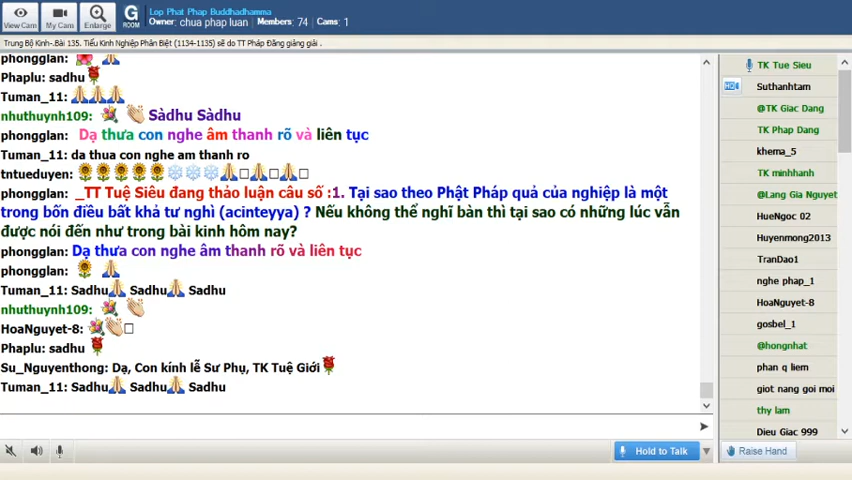 View Cam
My Cams
Enlarge
G
ROOM
Lop Phat Phap Buddhadhamma
Owner: chua phap luan Members: 74 Cams: 1
Trung Bộ Kinh-.Bài 135. Tiểu Kinh Nghiệp Phân Biệt (1134-1135) sẽ do TT Pháp Đăng giảng giải .
phongglan:
Phaplu: sadhu
Tuman_11:
nhuthuynh109: Sàdhu Sàdhu
phongglan: Dạ thưa con nghe âm thanh rõ và liên tục
Tuman_11: da thua con nghe am thanh ro
tntueduyen:
phongglan: _TT Tuệ Siêu đang thảo luận câu số :1. Tại sao theo Phật Pháp quả của nghiệp là một
trong bốn điều bất khả tư nghì (acinteyya) ? Nếu không thể nghĩ bàn thì tại sao có những lúc vẫn
được nói đến như trong bài kinh hôm nay?
phongglan: Dạ thưa con nghe âm thanh rõ và liên tục
phongglan:
Tuman_11: Sadhu Sadhu Sadhu
nhuthuynh109:
HoaNguyet-8:
Phaplu: sadhu
Su_Nguyenthong: Dạ, Con kính lễ Sư Phụ, TK Tuệ Giới
Tuman_11: Sadhu Sadhu Sadhu
Hold to Talk
TK Tue Sieu
Suthanhtam
@TK Giac Dang
TK Phap Dang
khema_5
TK minhhanh
@Lang Gia Nguyet
HueNgoc 02
Huyenmong2013
TranDao1
nghe phap_1
HoaNguyet-8
gosbel_1
@hongnhat
phan q liem
giot nang goi moi
thy lam
Dieu Giac 999
Raise Hand